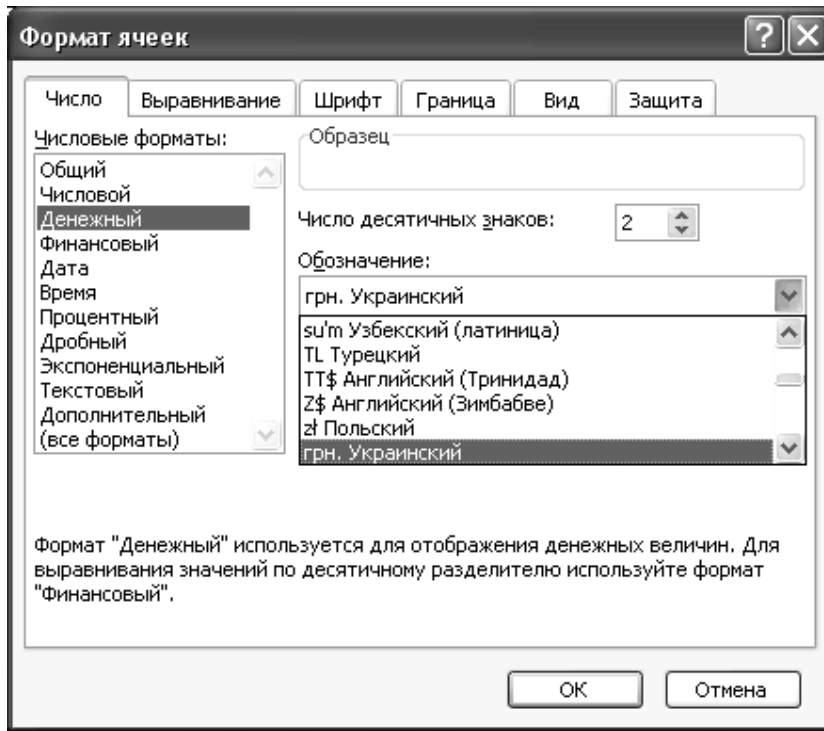 Формат ячеек
Число
Выравнивание
Шрифт
Граница
Вид
Защита
Числовые форматы:
Общий
Числовой
Денежный
Финансовый
Дата
Время
Процентный
Дробный
Экспоненциальный
Текстовый
Дополнительный
(все форматы)
Образец
Число десятичных знаков:
2
Обозначение:
грн. Украинский
su'm Узбекский (латиница)
TL Турецкий
TT$ Английский (Тринидад)
Z$ Английский (Зимбабве)
zł Польский
грн. Украинский
Формат "Денежный" используется для отображения денежных величин. Для
выравнивания значений по десятичному разделителю используйте формат
"Финансовый".
ОК
Отмена